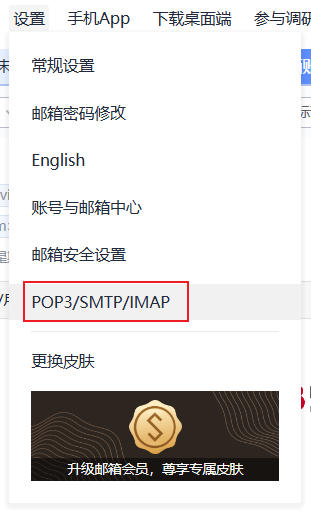 设置 手机App 下载桌面端 参与调研
常规设置
邮箱密码修改
English
账号与邮箱中心
邮箱安全设置
POP3/SMTP/IMAP
更换皮肤
升级邮箱会员，尊享专属皮肤